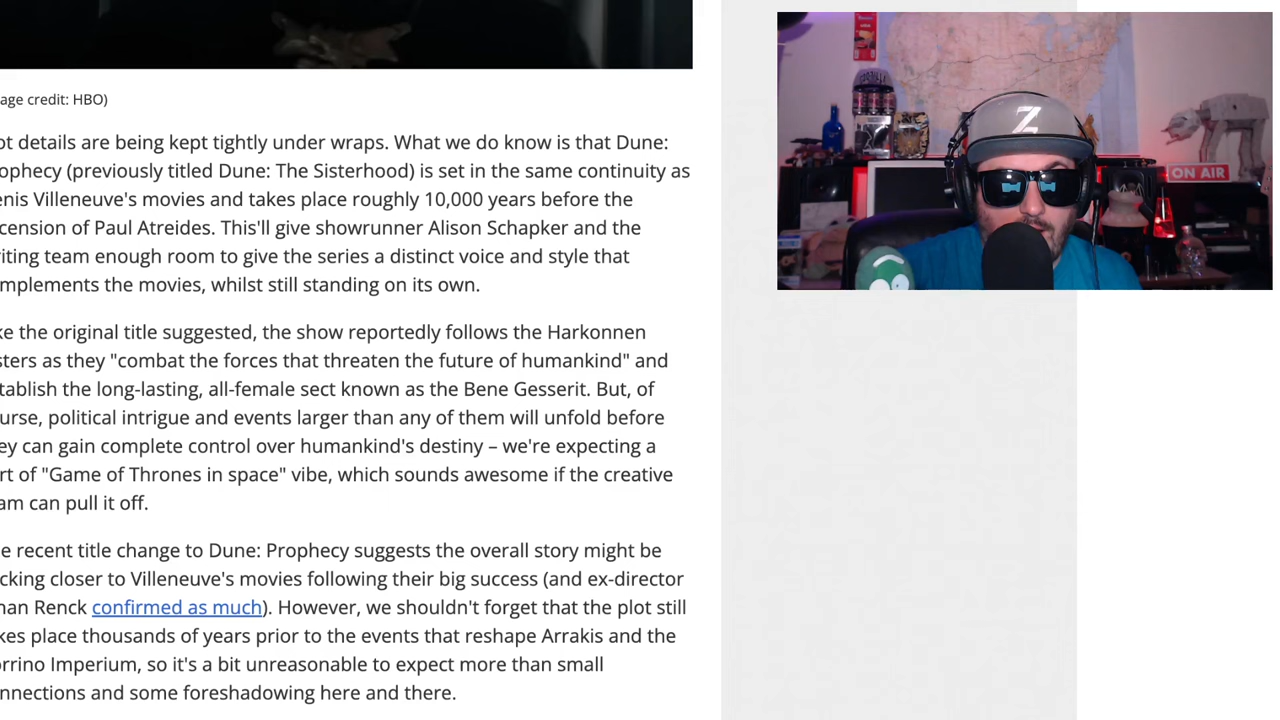 age credit: HBO)
ot details are being kept tightly under wraps. What we do know is that Dune:
ophecy (previously titled Dune: The Sisterhood) is set in the same continuity as
enis Villeneuve's movies and takes place roughly 10,000 years before the
cension of Paul Atreides. This'll give showrunner Alison Schapker and the
iting team enough room to give the series a distinct voice and style that
mplements the movies, whilst still standing on its own.
ke the original title suggested, the show reportedly follows the Harkonnen
sters as they "combat the forces that threaten the future of humankind" and
tablish the long-lasting, all-female sect known as the Bene Gesserit. But, of
urse, political intrigue and events larger than any of them will unfold before
ey can gain complete control over humankind's destiny – we're expecting a
rt of "Game of Thrones in space" vibe, which sounds awesome if the creative
am can pull it off.
e recent title change to Dune: Prophecy suggests the overall story might be
cking closer to Villeneuve's movies following their big success (and ex-director
han Renck confirmed as much). However, we shouldn't forget that the plot still
kes place thousands of years prior to the events that reshape Arrakis and the
orrino Imperium, so it's a bit unreasonable to expect more than small
nnections and some foreshadowing here and there.
Z
ON AIR